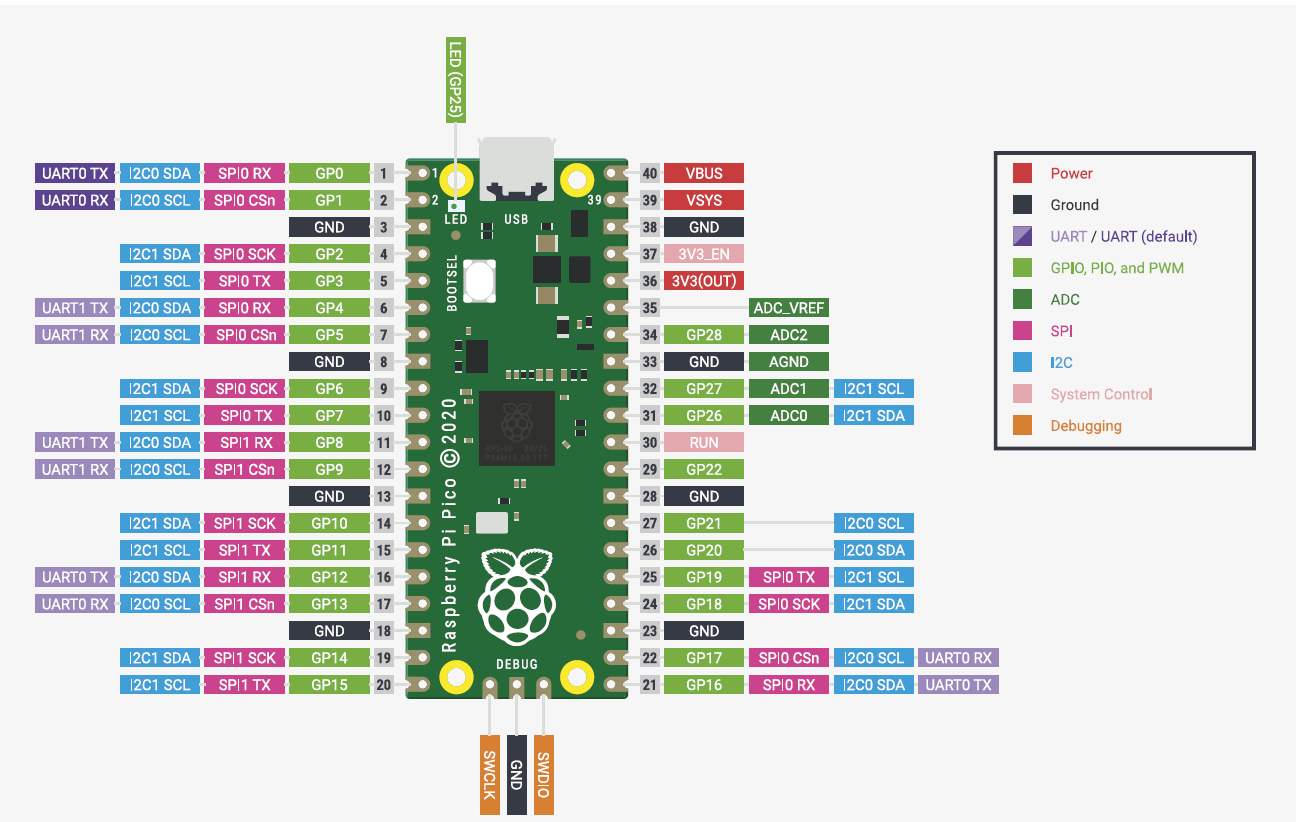 LED (GP25)
UART0 TX I2C0 SDA SPI0 RX GP0 1 1 40 VBUS
UART0 RX I2C0 SCL SPI0 CSn GP1 2 2 39 39 VSYS
GND 3 LED USB 38 GND
I2C1 SDA SPI0 SCK GP2 4 37 3V3_EN
I2C1 SCL SPI0 TX GP3 5 BOOTSEL 36 3V3(OUT)
UART1 TX I2C0 SDA SPI0 RX GP4 6 35 ADC_VREF
UART1 RX I2C0 SCL SPI0 CSn GP5 7 34 GP28 ADC2
GND 8 33 GND AGND
I2C1 SDA SPI0 SCK GP6 9 32 GP27 ADC1 I2C1 SCL
I2C1 SCL SPI0 TX GP7 10 31 GP26 ADC0 I2C1 SDA
UART1 TX I2C0 SDA SPI1 RX GP8 11 30 RUN
UART1 RX I2C0 SCL SPI1 CSn GP9 12 29 GP22
GND 13 28 GND
I2C1 SDA SPI1 SCK GP10 14 27 GP21 I2C0 SCL
I2C1 SCL SPI1 TX GP11 15 26 GP20 I2C0 SDA
UART0 TX I2C0 SDA SPI1 RX GP12 16 25 GP19 SPI0 TX I2C1 SCL
UART0 RX I2C0 SCL SPI1 CSn GP13 17 24 GP18 SPI0 SCK I2C1 SDA
GND 18 23 GND
I2C1 SDA SPI1 SCK GP14 19 22 GP17 SPI0 CSn I2C0 SCL UART0 RX
I2C1 SCL SPI1 TX GP15 20 21 GP16 SPI0 RX I2C0 SDA UART0 TX
Raspberry Pi Pico ©2020
DEBUG
SWCLK GND SWDIO
Power
Ground
UART / UART (default)
GPIO, PIO, and PWM
ADC
SPI
I2C
System Control
Debugging